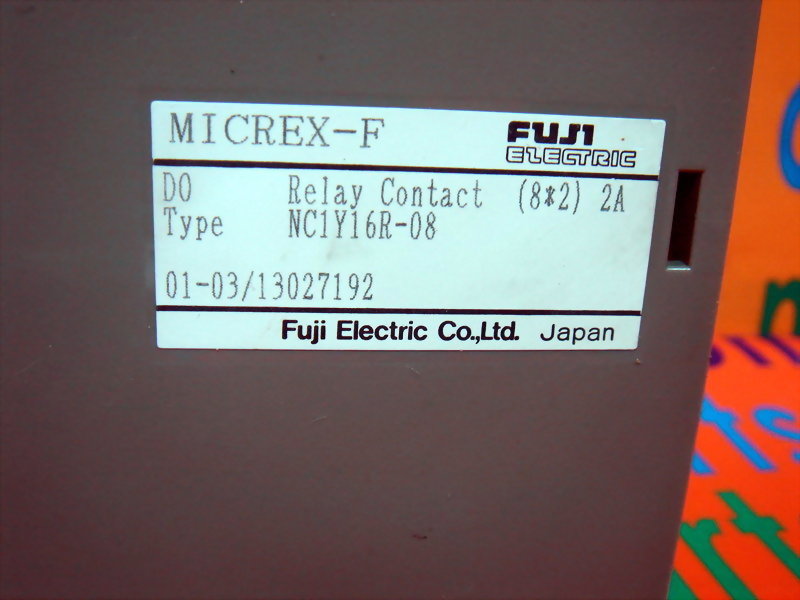 MICREX-F
FUJI
ELECTRIC
DO Relay Contact (8*2) 2A
Type NC1Y16R-08
01-03/13027192
Fuji Electric Co.,Ltd. Japan